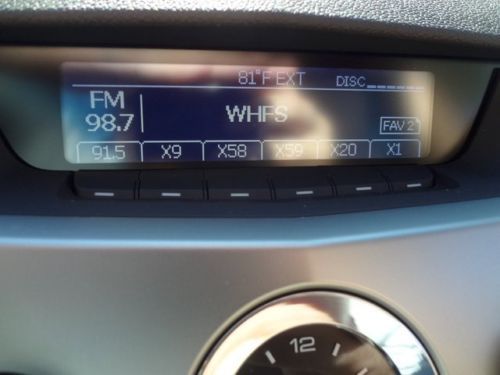 81°F EXT DISC
FM
98.7
WHFS
FAV 2
91.5 X9 X58 X59 X20 X1
12